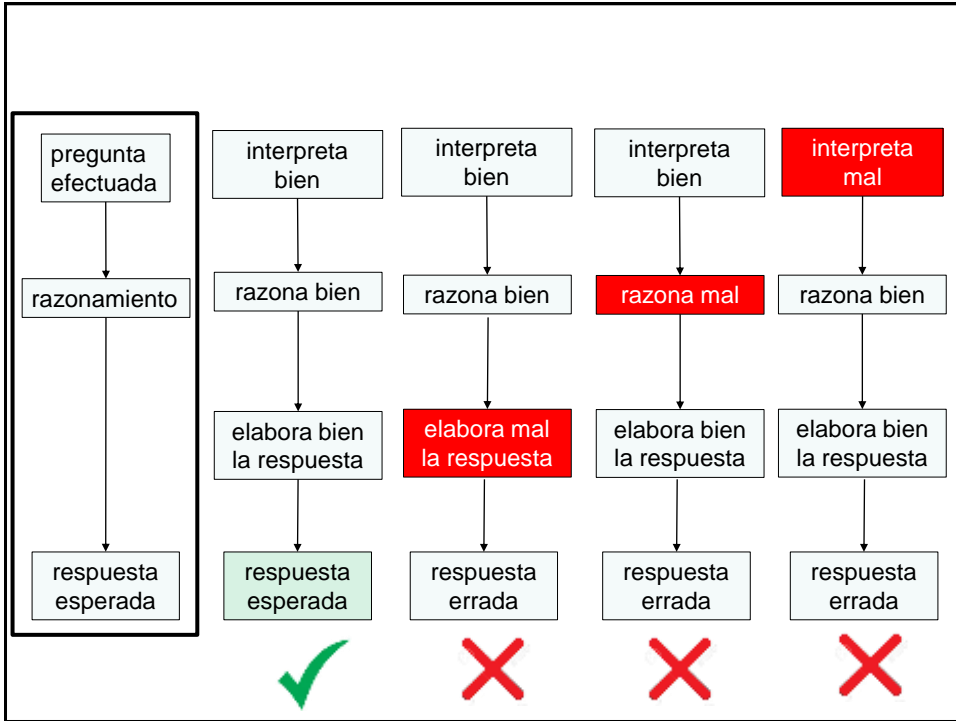 pregunta
efectuada
razonamiento
respuesta
esperada
interpreta
bien
razona bien
elabora bien
la respuesta
respuesta
esperada
interpreta
bien
razona bien
elabora mal
la respuesta
respuesta
errada
interpreta
bien
razona mal
elabora bien
la respuesta
respuesta
errada
interpreta
mal
razona bien
elabora bien
la respuesta
respuesta
errada